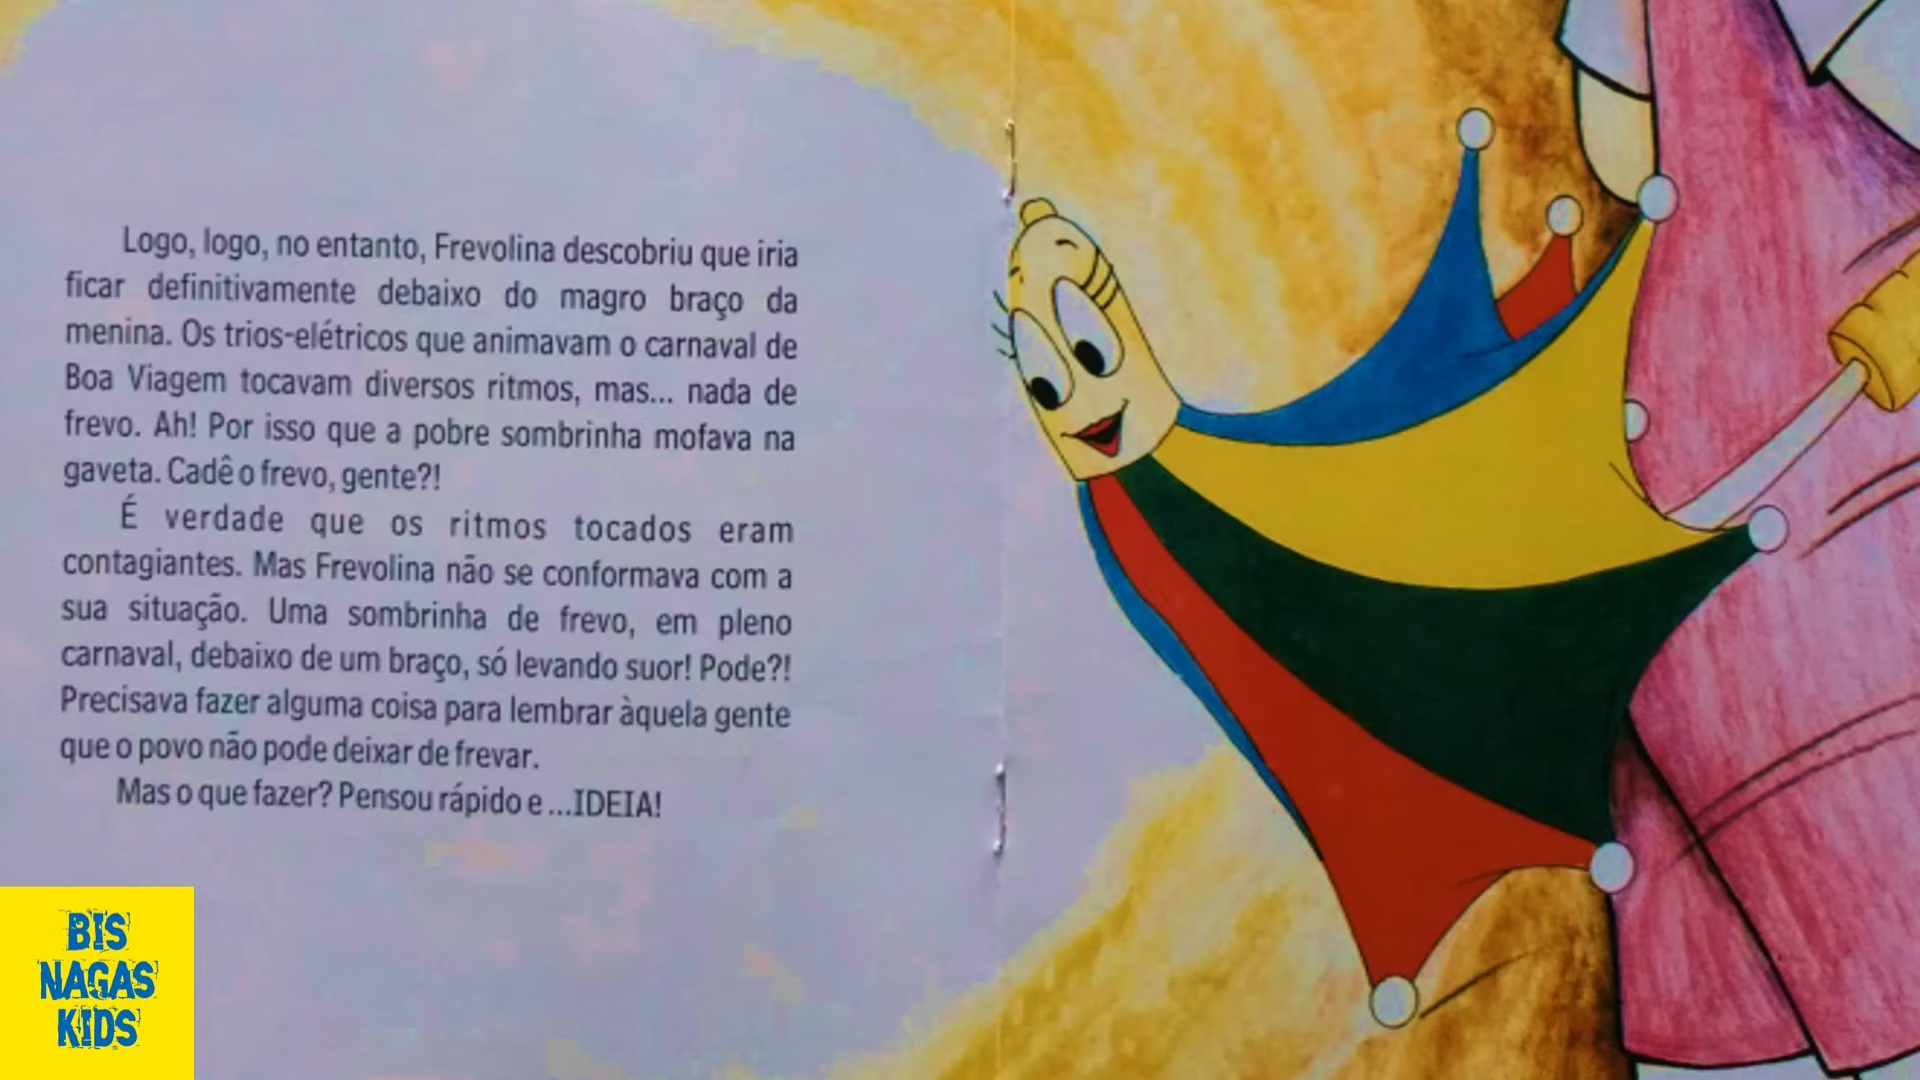 Logo, logo, no entanto, Frevolina descobriu que iria
ficar definitivamente debaixo do magro braço da
menina. Os trios-elétricos que animavam o carnaval de
Boa Viagem tocavam diversos ritmos, mas... nada de
frevo. Ah! Por isso que a pobre sombrinha mofava na
gaveta. Cadê o frevo, gente?!
É verdade que os ritmos tocados eram
contagiantes. Mas Frevolina não se conformava com a
sua situação. Uma sombrinha de frevo, em pleno
carnaval, debaixo de um braço, só levando suor! Pode?!
Precisava fazer alguma coisa para lembrar àquela gente
que o povo não pode deixar de frevar.
Mas o que fazer? Pensou rápido e ...IDEIA!
BIS
NAGAS
KIDS